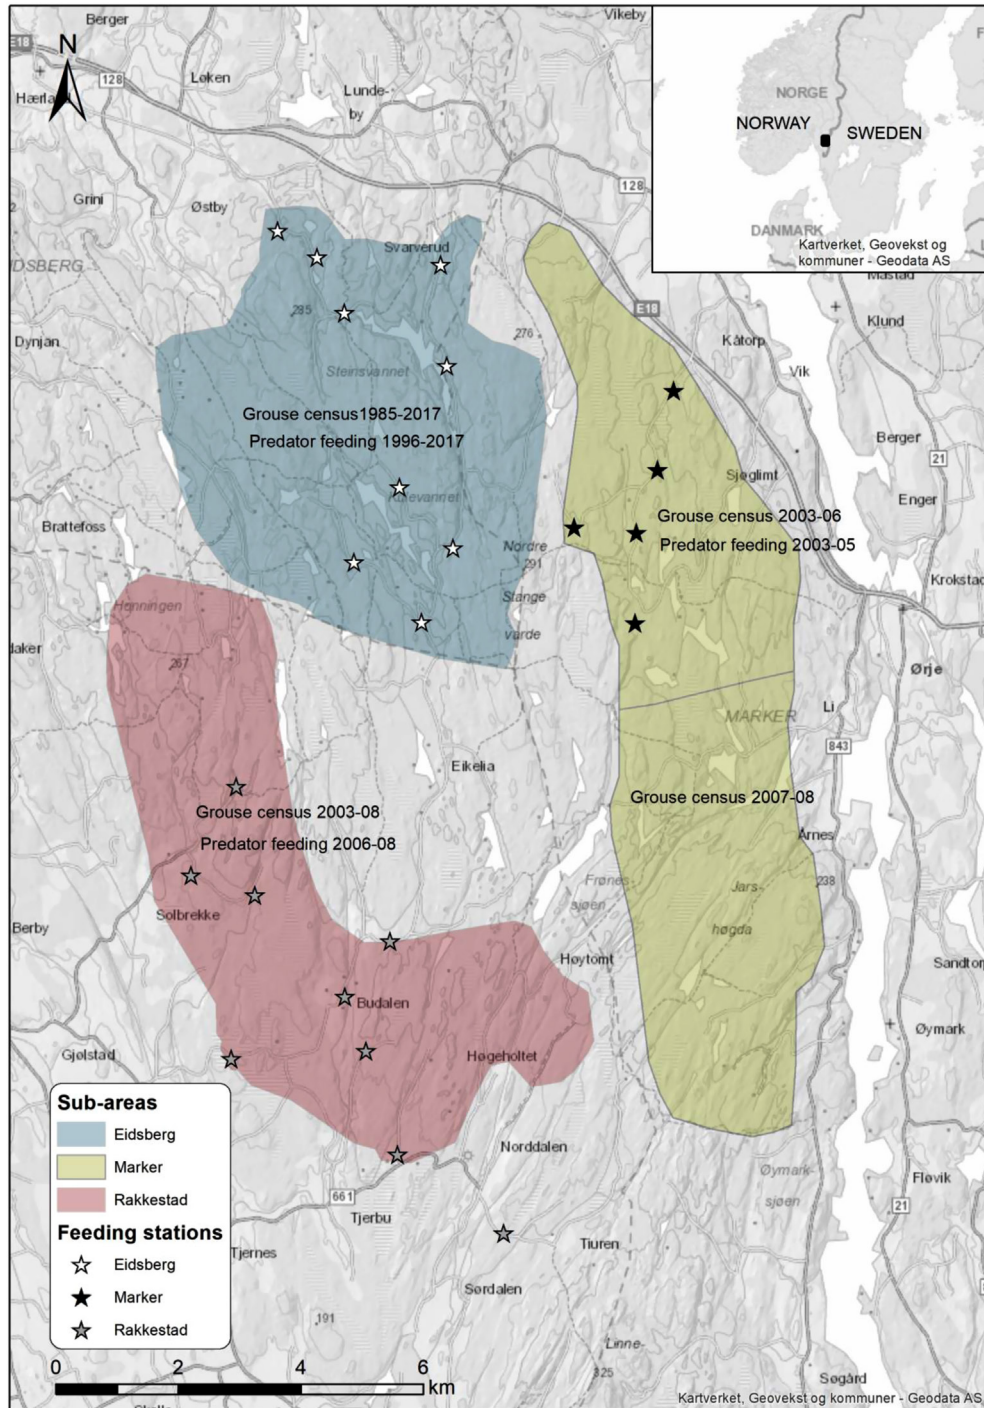 Vikeby
Berger
E18
N
Løken
128
Hærla
Lunde-
by
NORGE
NORWAY
SWEDEN
DANMARK
Kartverket, Geovekst og
kommuner - Geodata AS
128
Grini
Østby
Svarverud
DSBERG
Mastad
285
E18
Klund
276
Kåtorp
Dynjan
Steinsvannet
Vik
Grouse census1985-2017
Predator feeding 1996-2017
Berger
21
Sjøglimt
Enger
Kullevannet
Grouse census 2003-06
Predator feeding 2003-05
Brattefoss
Nordre
291
Stange
varde
Krokstad
Henningen
daker
267
Ørje
MARKER
Li
843
Eikelia
Grouse census 2007-08
Grouse census 2003-08
Predator feeding 2006-08
Årnes
238
Frønes-
sjøen
Jars-
høgda
Solbrekke
Berby
Høytomt
Sandtor
Budalen
Øymark
Gjølstad
Høgeholtet
Sub-areas
Eidsberg
Marker
Rakkestad
Feeding stations
Eidsberg
Marker
Rakkestad
Norddalen
Øymark-
sjøen
Fløvik
661
21
Tjerbu
Tjernes
Tiuren
Sørdalen
191
Linne-
325
0 2 4 6
km
Søgård
Kartverket, Geovekst og kommuner - Geodata AS